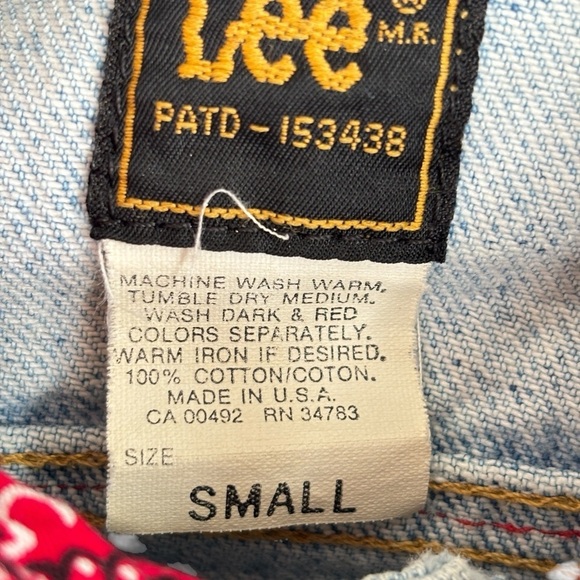 Lee ® M.R.
PATD-153438
MACHINE WASH WARM.
TUMBLE DRY MEDIUM.
WASH DARK & RED
COLORS SEPARATELY.
WARM IRON IF DESIRED.
100% COTTON/COTON.
MADE IN U.S.A.
CA 00492 RN 34783
SIZE
SMALL